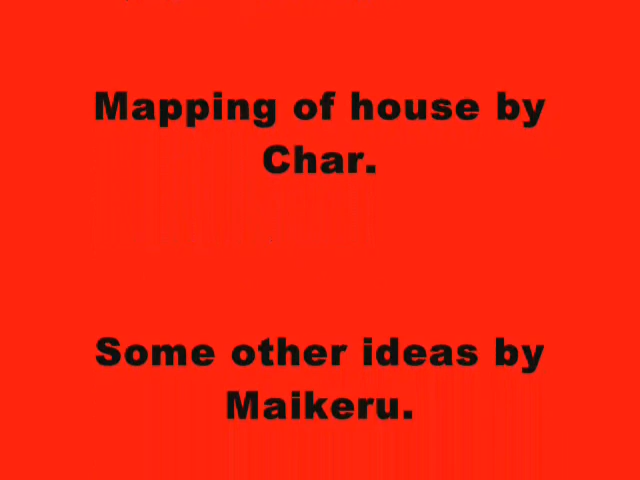 Mapping of house by
Char.
Some other ideas by
Maikeru.